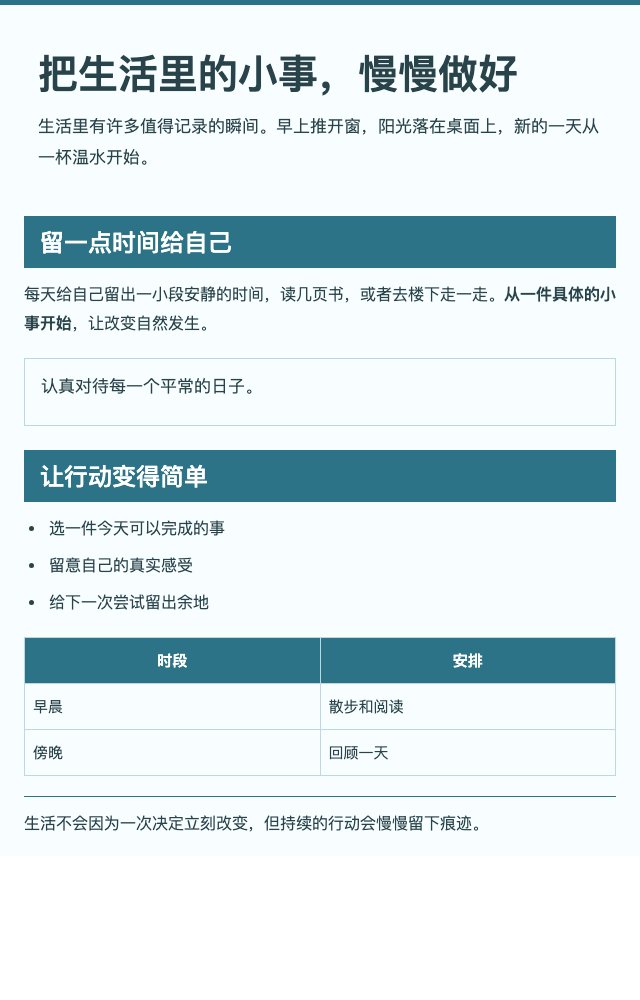 把生活里的小事，慢慢做好
生活里有许多值得记录的瞬间。早上推开窗，阳光落在桌面上，新的一天从
一杯温水开始。
留一点时间给自己
每天给自己留出一小段安静的时间，读几页书，或者去楼下走一走。从一件具体的小
事开始，让改变自然发生。
认真对待每一个平常的日子。
让行动变得简单
• 选一件今天可以完成的事
• 留意自己的真实感受
• 给下一次尝试留出余地
时段 安排
早晨 散步和阅读
傍晚 回顾一天
生活不会因为一次决定立刻改变，但持续的行动会慢慢留下痕迹。